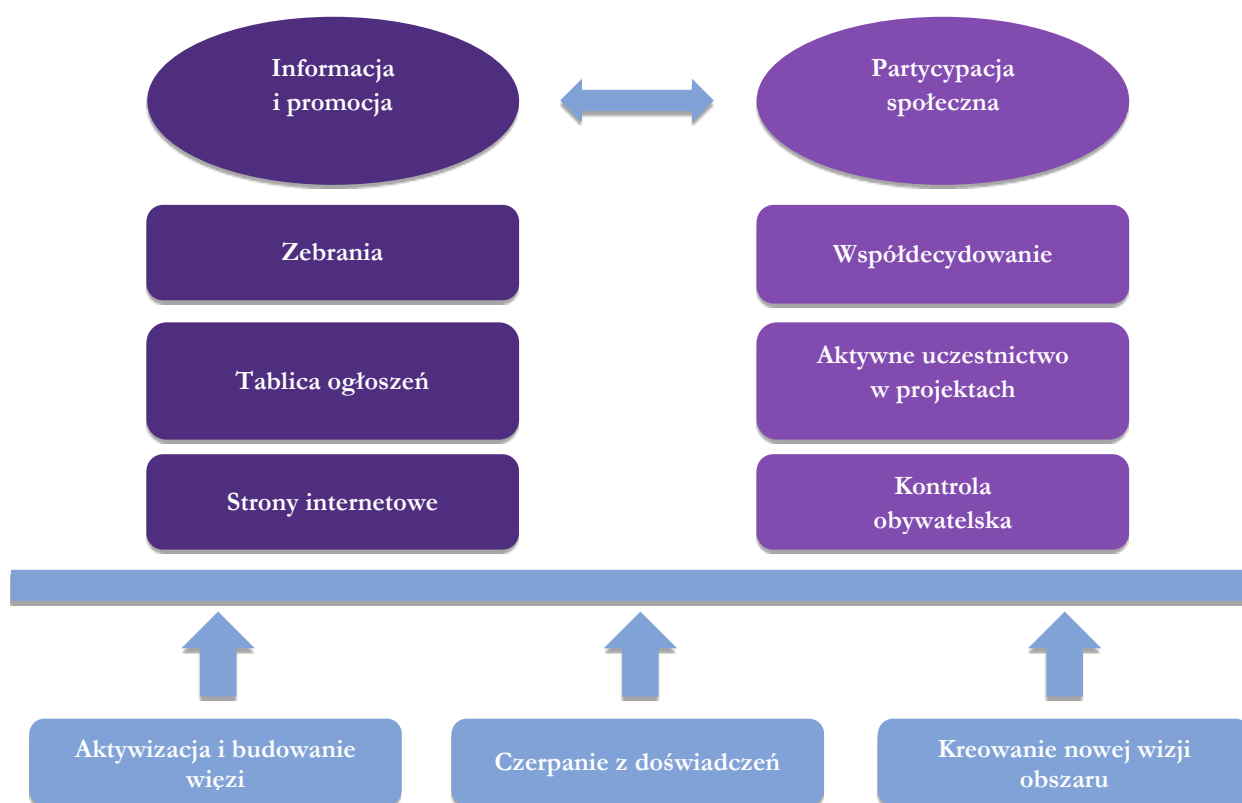 Informacja
i promocja
Partycypacja
społeczna
Zebrania
Współdecydowanie
Tablica ogłoszeń
Aktywne uczestnictwo
w projektach
Strony internetowe
Kontrola
obywatelska
Aktywizacja i budowanie
więzi
Czerpanie z doświadczeń
Kreowanie nowej wizji
obszaru